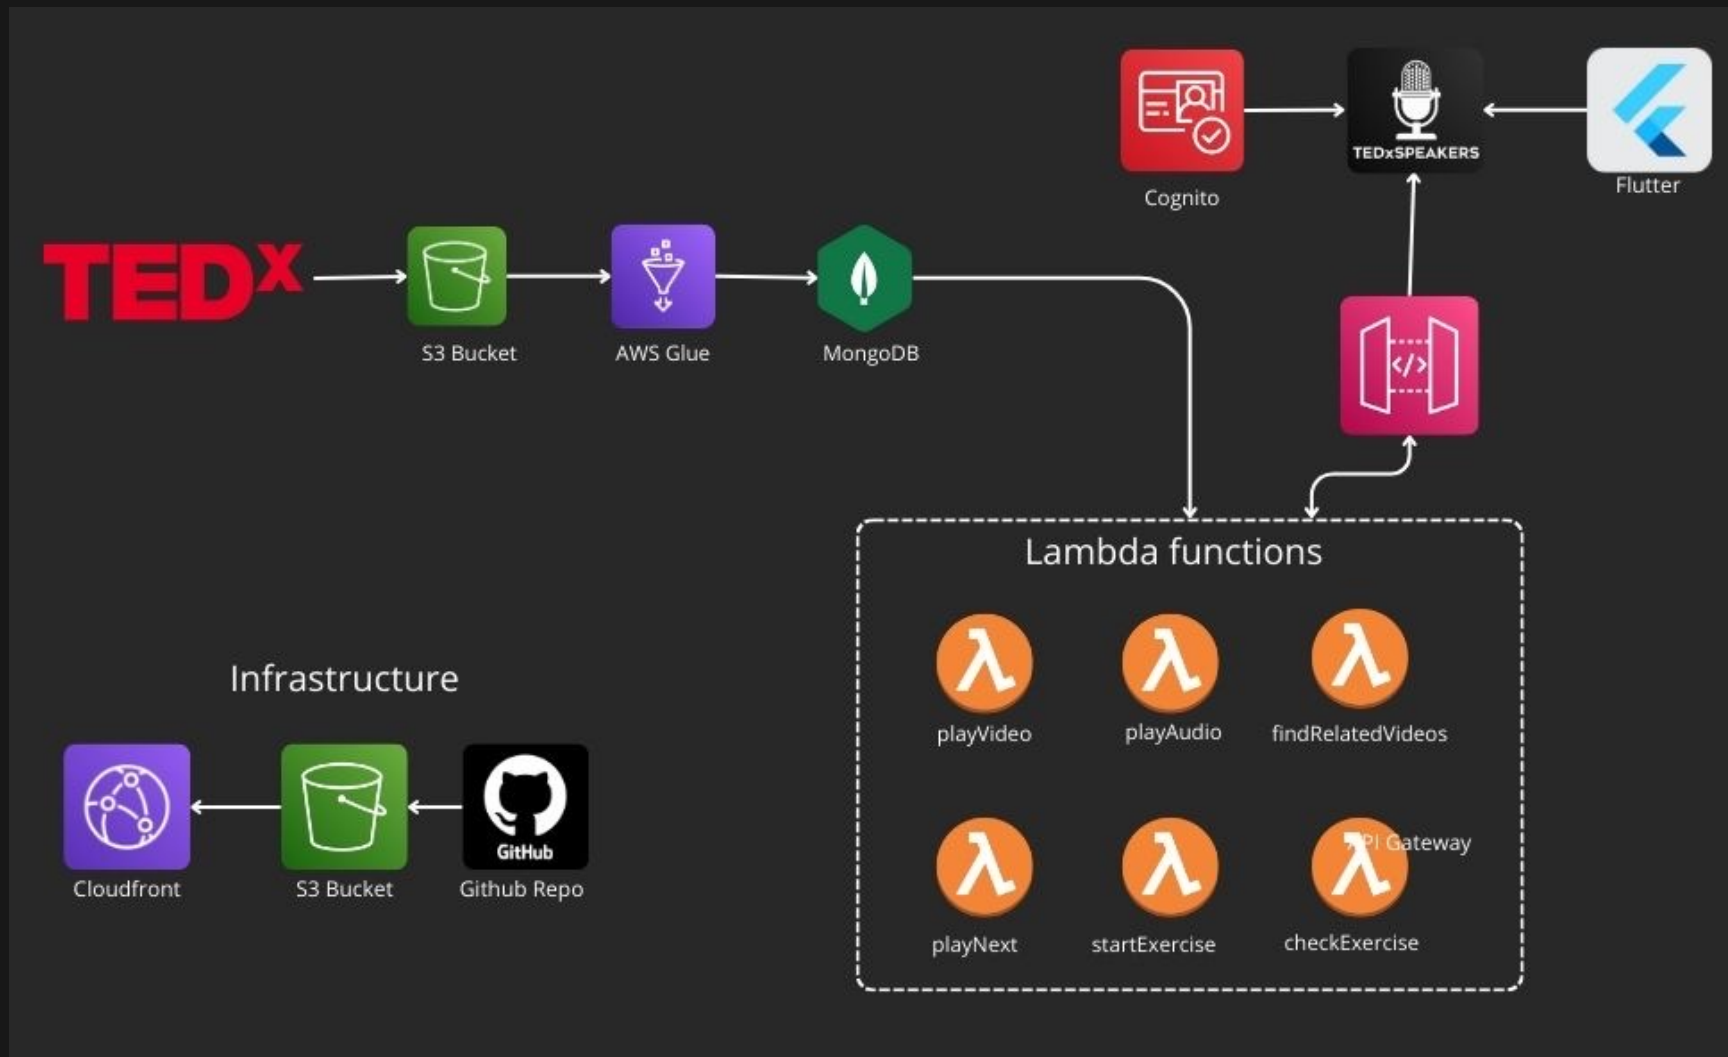 TEDx
S3 Bucket
AWS Glue
MongoDB
Cognito
TEDxSPEAKERS
Flutter
</>
Lambda functions
playVideo
playAudio
findRelatedVideos
playNext
startExercise
API Gateway
checkExercise
Infrastructure
Cloudfront
S3 Bucket
GitHub
Github Repo